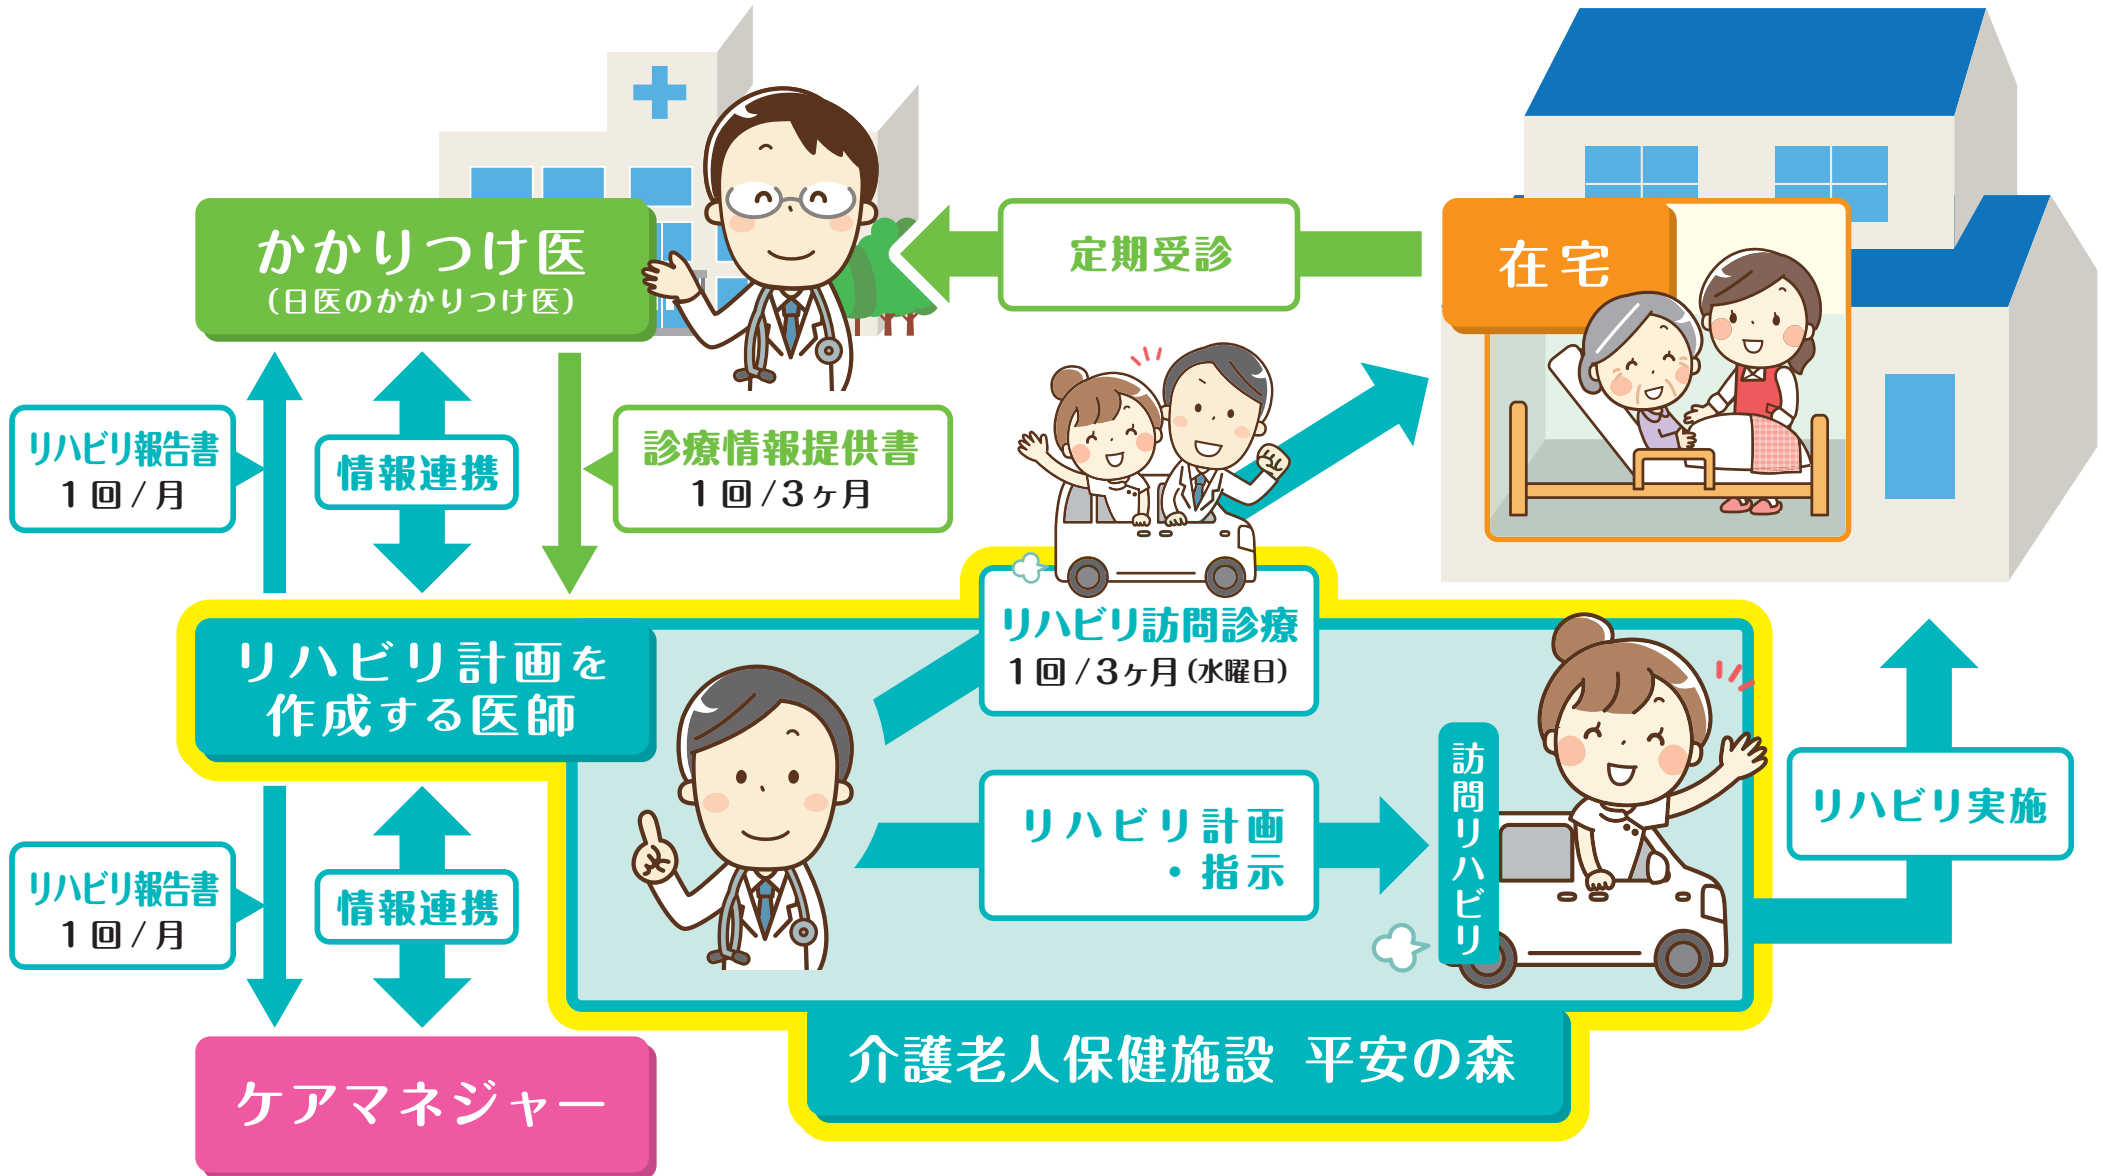 かかりつけ医
（日医のかかりつけ医）
定期受診
在宅
リハビリ報告書
1回/月
情報連携
診療情報提供書
1回/3ヶ月
リハビリ計画を
作成する医師
リハビリ訪問診療
1回/3ヶ月（水曜日）
リハビリ計画
・指示
訪問リハビリ
リハビリ実施
リハビリ報告書
1回/月
情報連携
介護老人保健施設 平安の森
ケアマネジャー